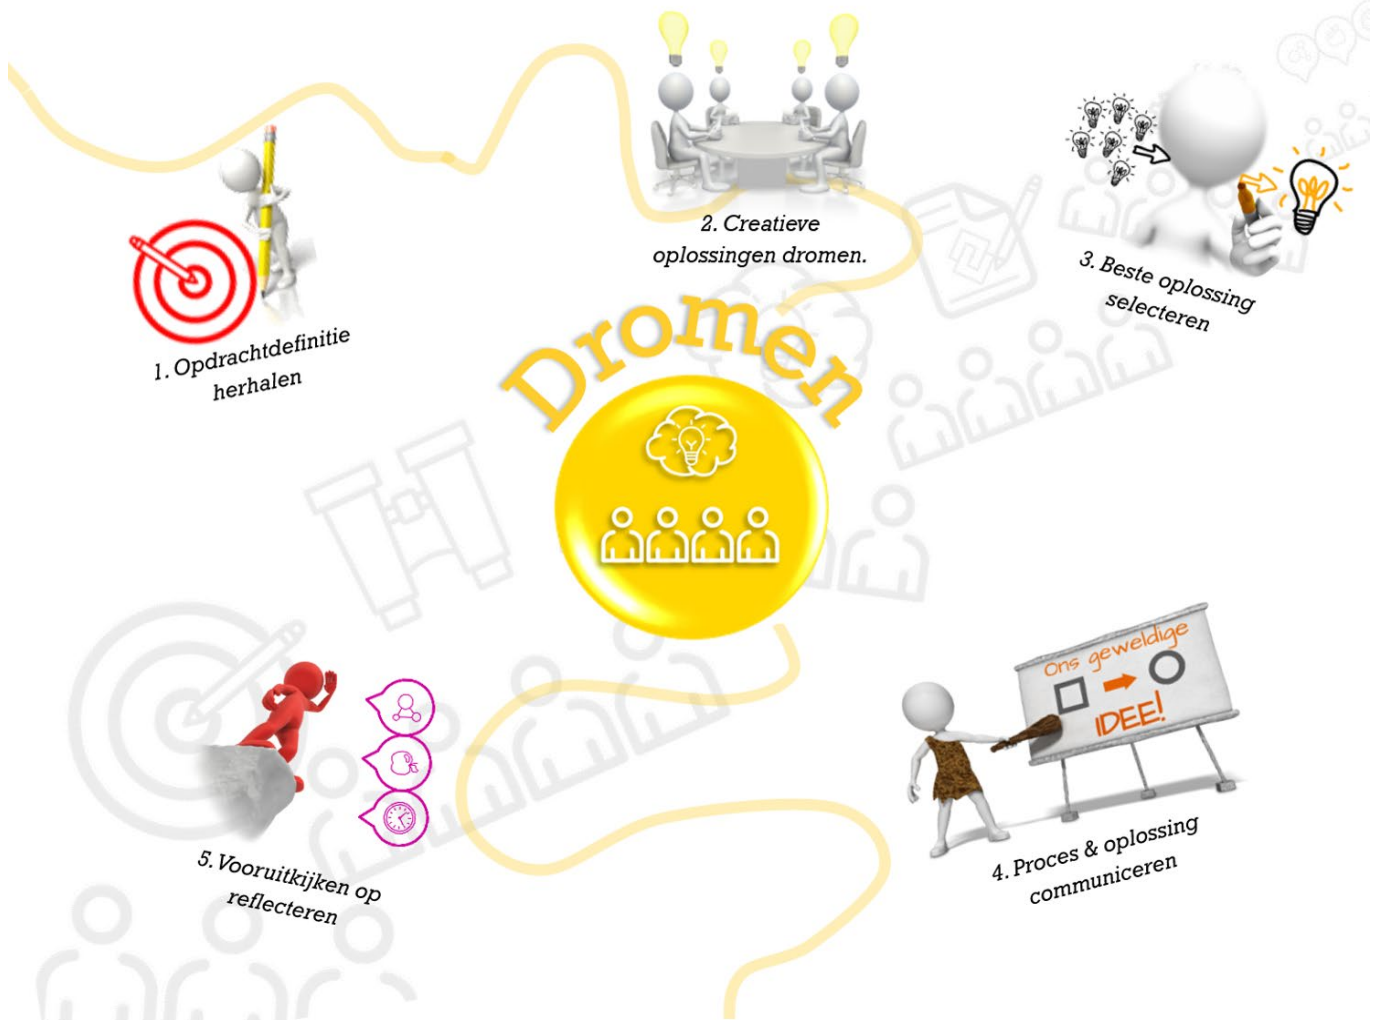 1. Opdrachtdefinitie
herhalen
2. Creatieve
oplossingen dromen.
3. Beste oplossing
selecteren
Dromen
Ons geweldige
IDEE!
4. Proces & oplossing
communiceren
5. Vooruitkijken op
reflecteren